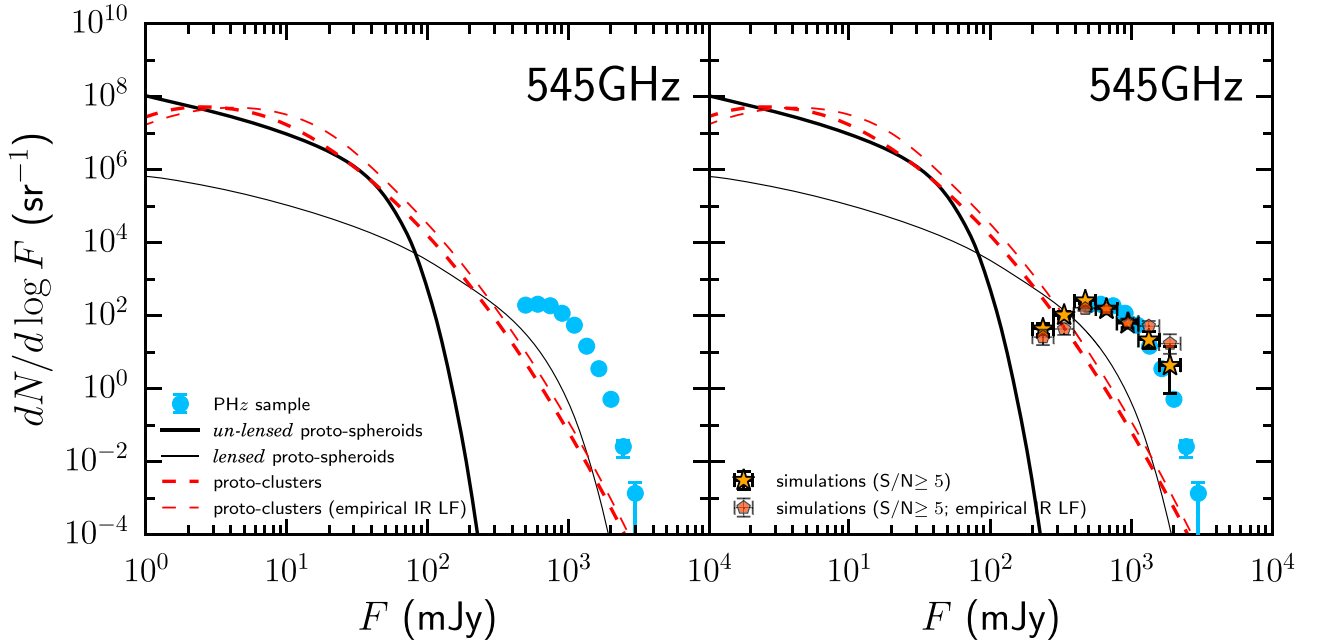 10^10
10^8
10^6
10^4
10^2
10^0
10^−2
10^−4
dN/d log F (sr^−1)
545GHz
545GHz
PHz sample
un-lensed proto-spheroids
lensed proto-spheroids
proto-clusters
proto-clusters (empirical IR LF)
simulations (S/N≥ 5)
simulations (S/N≥ 5; empirical IR LF)
10^0 10^1 10^2 10^3 10^4 10^2 10^3 10^4
F (mJy) F (mJy)